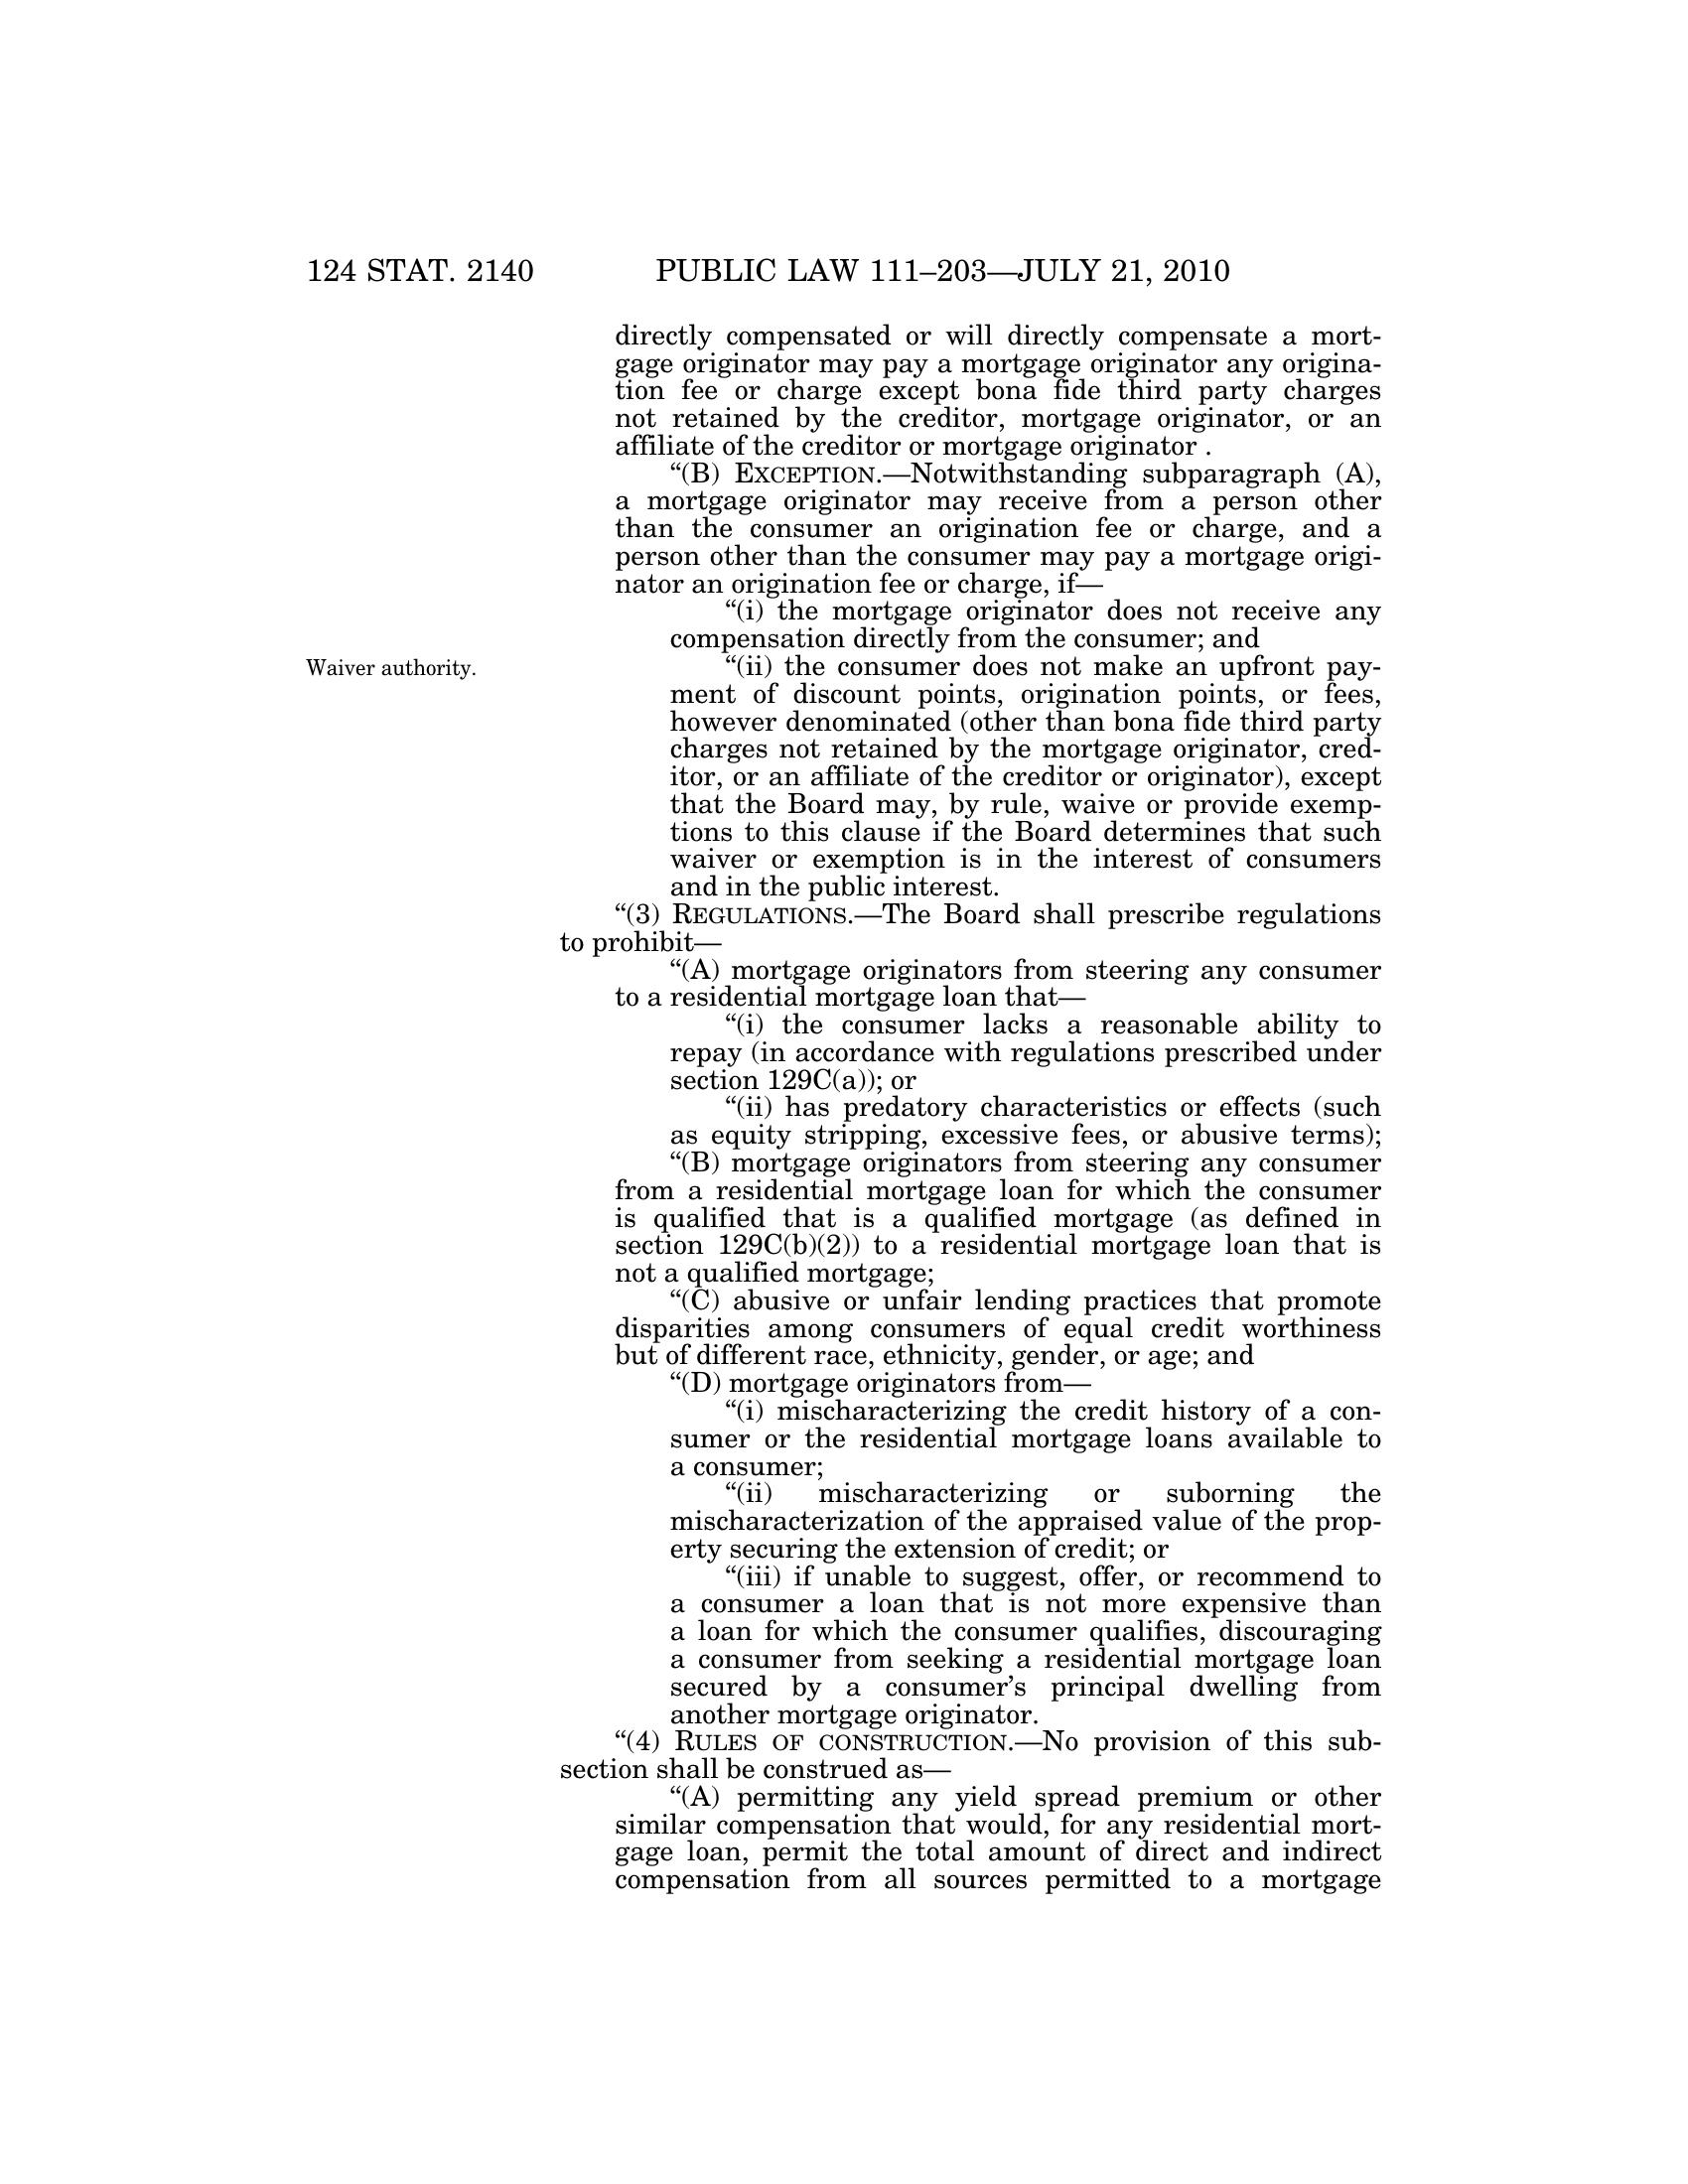 124 STAT. 2140 PUBLIC LAW 111–203—JULY 21, 2010
directly compensated or will directly compensate a mort-
gage originator may pay a mortgage originator any origina-
tion fee or charge except bona fide third party charges
not retained by the creditor, mortgage originator, or an
affiliate of the creditor or mortgage originator .
“(B) EXCEPTION.—Notwithstanding subparagraph (A),
a mortgage originator may receive from a person other
than the consumer an origination fee or charge, and a
person other than the consumer may pay a mortgage origi-
nator an origination fee or charge, if—
“(i) the mortgage originator does not receive any
compensation directly from the consumer; and
Waiver authority.
“(ii) the consumer does not make an upfront pay-
ment of discount points, origination points, or fees,
however denominated (other than bona fide third party
charges not retained by the mortgage originator, cred-
itor, or an affiliate of the creditor or originator), except
that the Board may, by rule, waive or provide exemp-
tions to this clause if the Board determines that such
waiver or exemption is in the interest of consumers
and in the public interest.
“(3) REGULATIONS.—The Board shall prescribe regulations
to prohibit—
“(A) mortgage originators from steering any consumer
to a residential mortgage loan that—
“(i) the consumer lacks a reasonable ability to
repay (in accordance with regulations prescribed under
section 129C(a)); or
“(ii) has predatory characteristics or effects (such
as equity stripping, excessive fees, or abusive terms);
“(B) mortgage originators from steering any consumer
from a residential mortgage loan for which the consumer
is qualified that is a qualified mortgage (as defined in
section 129C(b)(2)) to a residential mortgage loan that is
not a qualified mortgage;
“(C) abusive or unfair lending practices that promote
disparities among consumers of equal credit worthiness
but of different race, ethnicity, gender, or age; and
“(D) mortgage originators from—
“(i) mischaracterizing the credit history of a con-
sumer or the residential mortgage loans available to
a consumer;
“(ii) mischaracterizing or suborning the
mischaracterization of the appraised value of the prop-
erty securing the extension of credit; or
“(iii) if unable to suggest, offer, or recommend to
a consumer a loan that is not more expensive than
a loan for which the consumer qualifies, discouraging
a consumer from seeking a residential mortgage loan
secured by a consumer’s principal dwelling from
another mortgage originator.
“(4) RULES OF CONSTRUCTION.—No provision of this sub-
section shall be construed as—
“(A) permitting any yield spread premium or other
similar compensation that would, for any residential mort-
gage loan, permit the total amount of direct and indirect
compensation from all sources permitted to a mortgage